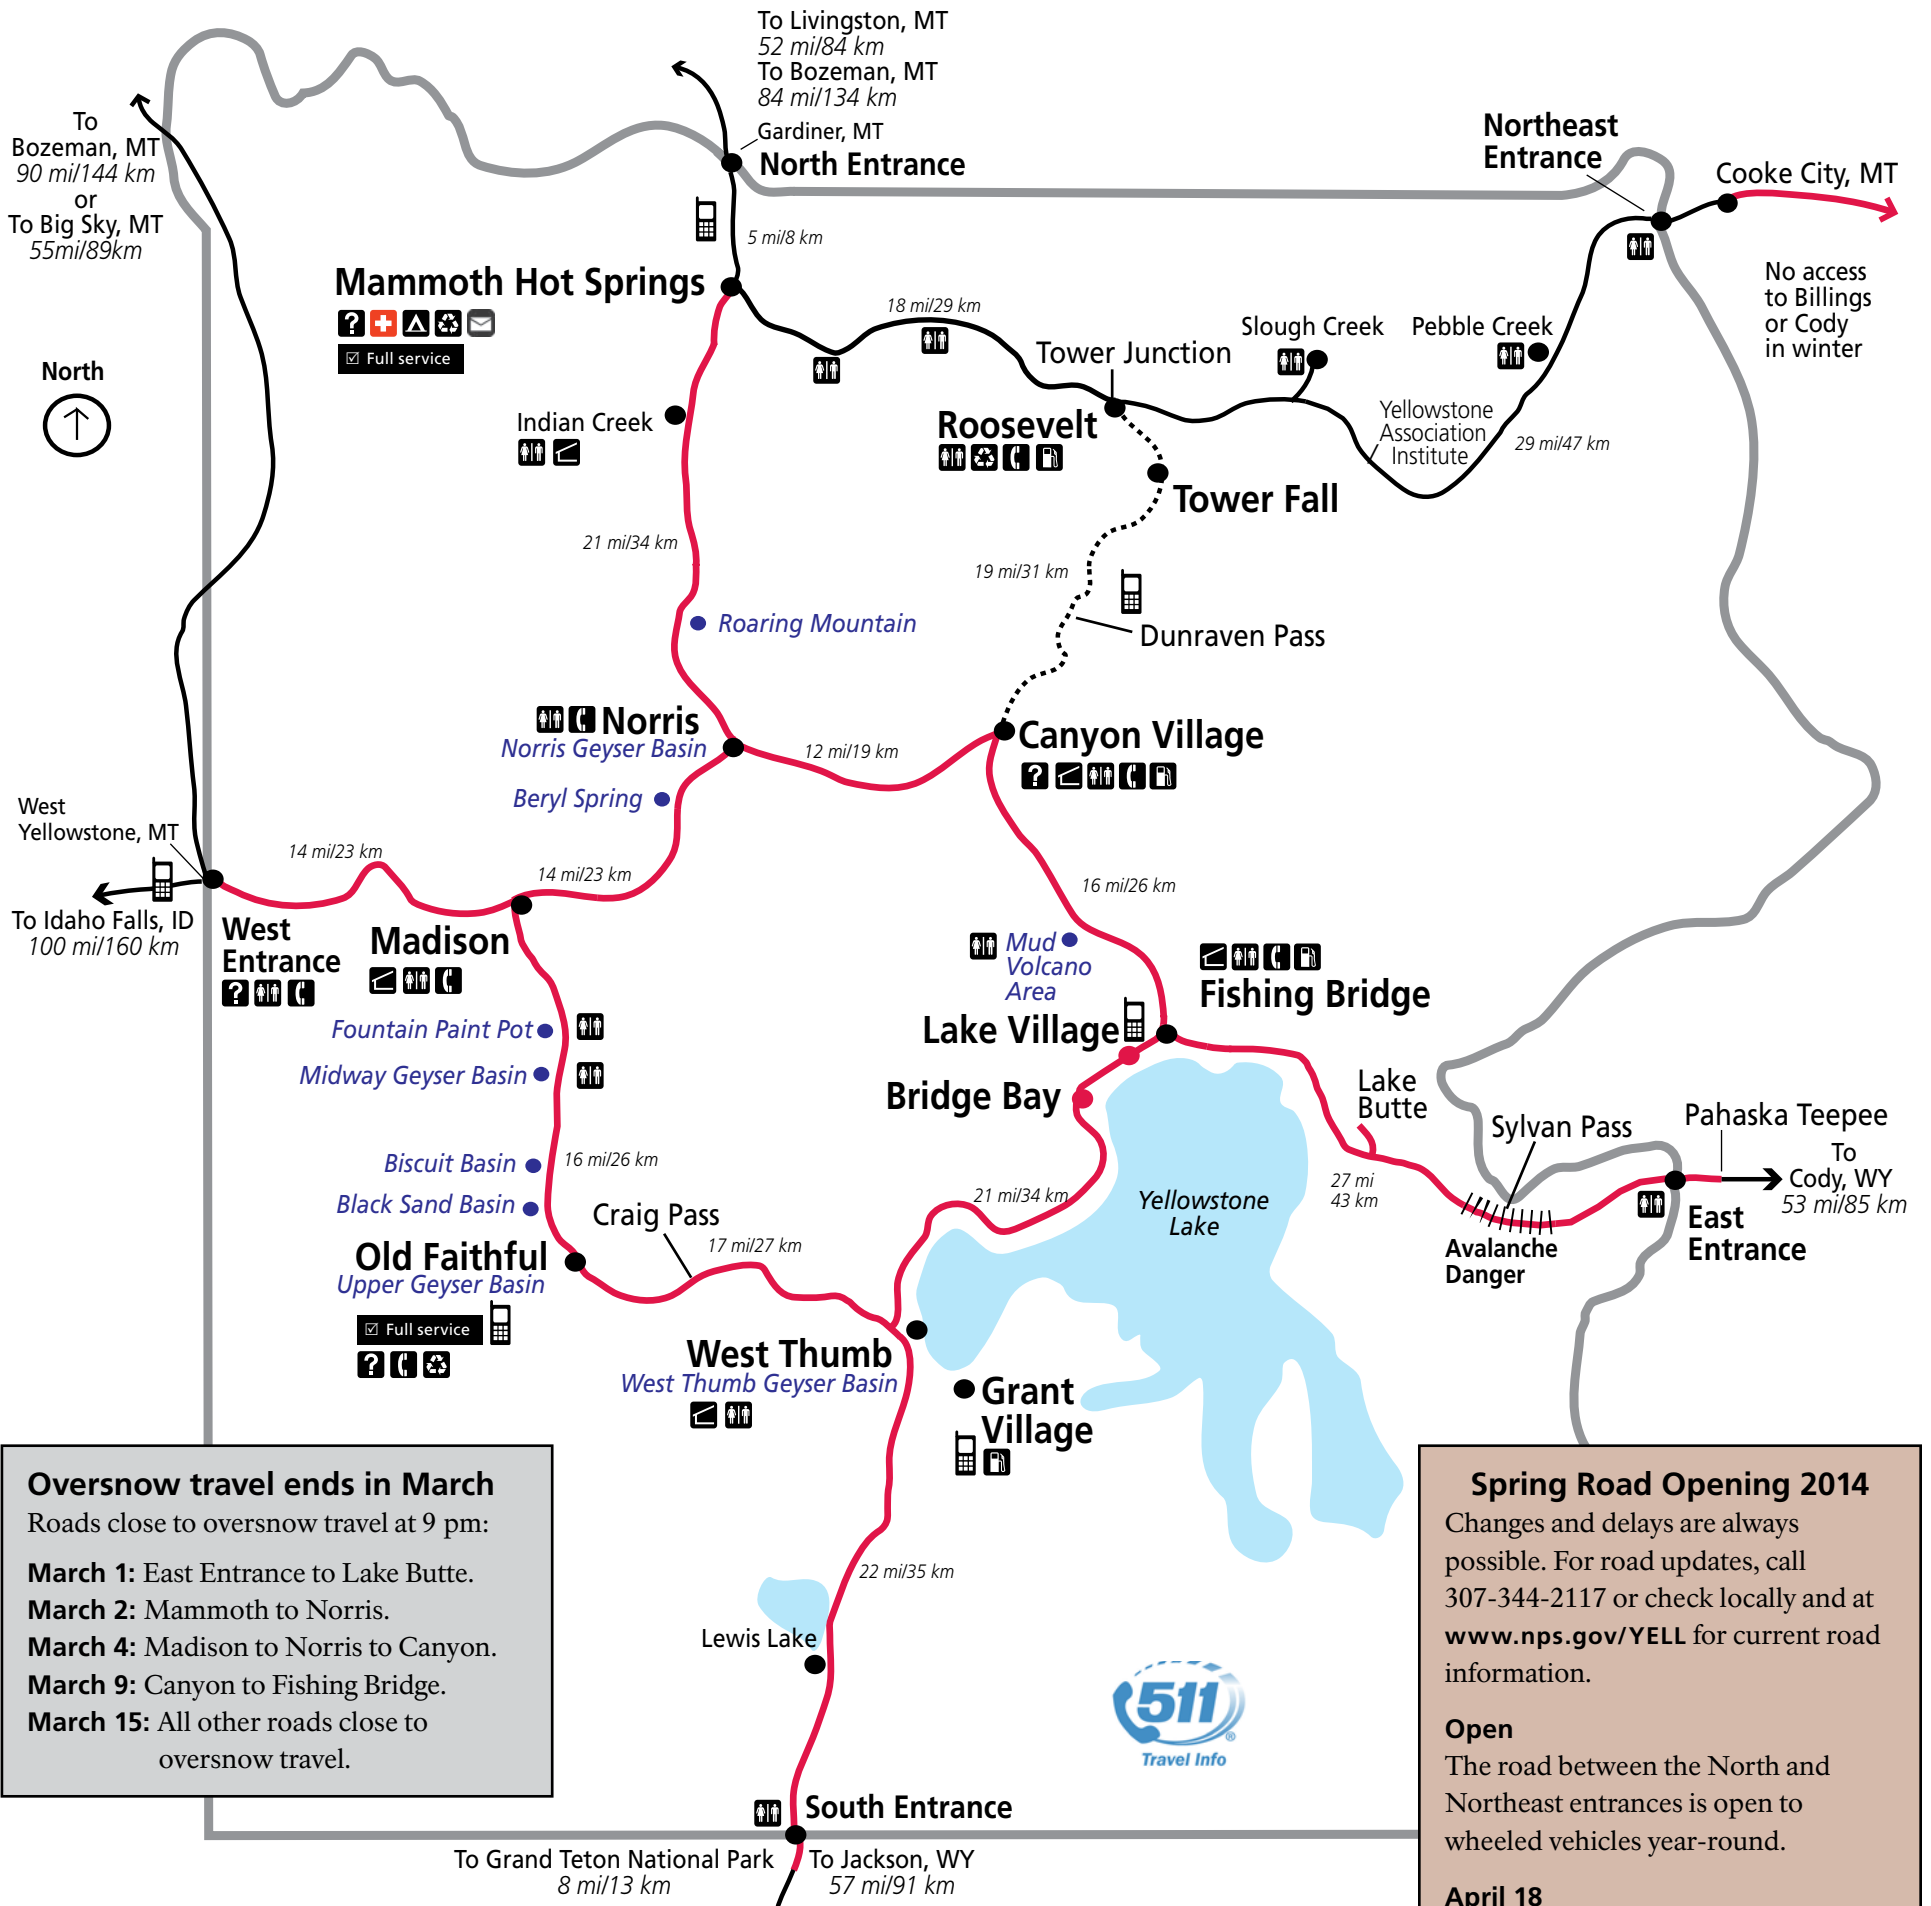 To Livingston, MT
52 mi/84 km
To Bozeman, MT
84 mi/134 km
Gardiner, MT
North Entrance
To
Bozeman, MT
90 mi/144 km
or
To Big Sky, MT
55mi/89km
Northeast
Entrance
Cooke City, MT
No access
to Billings
or Cody
in winter
5 mi/8 km
Mammoth Hot Springs
?
☑ Full service
18 mi/29 km
Tower Junction
Slough Creek
Pebble Creek
North
Indian Creek
Roosevelt
Yellowstone
Association
Institute
29 mi/47 km
Tower Fall
21 mi/34 km
19 mi/31 km
Roaring Mountain
Dunraven Pass
Norris
Norris Geyser Basin
12 mi/19 km
Canyon Village
?
Beryl Spring
West
Yellowstone, MT
14 mi/23 km
14 mi/23 km
16 mi/26 km
To Idaho Falls, ID
100 mi/160 km
West
Entrance
?
Madison
Mud
Volcano
Area
Fishing Bridge
Fountain Paint Pot
Lake Village
Midway Geyser Basin
Bridge Bay
Lake
Butte
Sylvan Pass
Pahaska Teepee
To
Cody, WY
53 mi/85 km
Biscuit Basin
16 mi/26 km
Black Sand Basin
Craig Pass
21 mi/34 km
Yellowstone
Lake
27 mi
43 km
East
Entrance
Avalanche
Danger
Old Faithful
Upper Geyser Basin
17 mi/27 km
☑ Full service
?
West Thumb
West Thumb Geyser Basin
Grant
Village
Oversnow travel ends in March
Roads close to oversnow travel at 9 pm:
March 1: East Entrance to Lake Butte.
March 2: Mammoth to Norris.
March 4: Madison to Norris to Canyon.
March 9: Canyon to Fishing Bridge.
March 15: All other roads close to
oversnow travel.
22 mi/35 km
Lewis Lake
511
®
Travel Info
South Entrance
To Grand Teton National Park
8 mi/13 km
To Jackson, WY
57 mi/91 km
Spring Road Opening 2014
Changes and delays are always
possible. For road updates, call
307-344-2117 or check locally and at
www.nps.gov/YELL for current road
information.
Open
The road between the North and
Northeast entrances is open to
wheeled vehicles year-round.
April 18